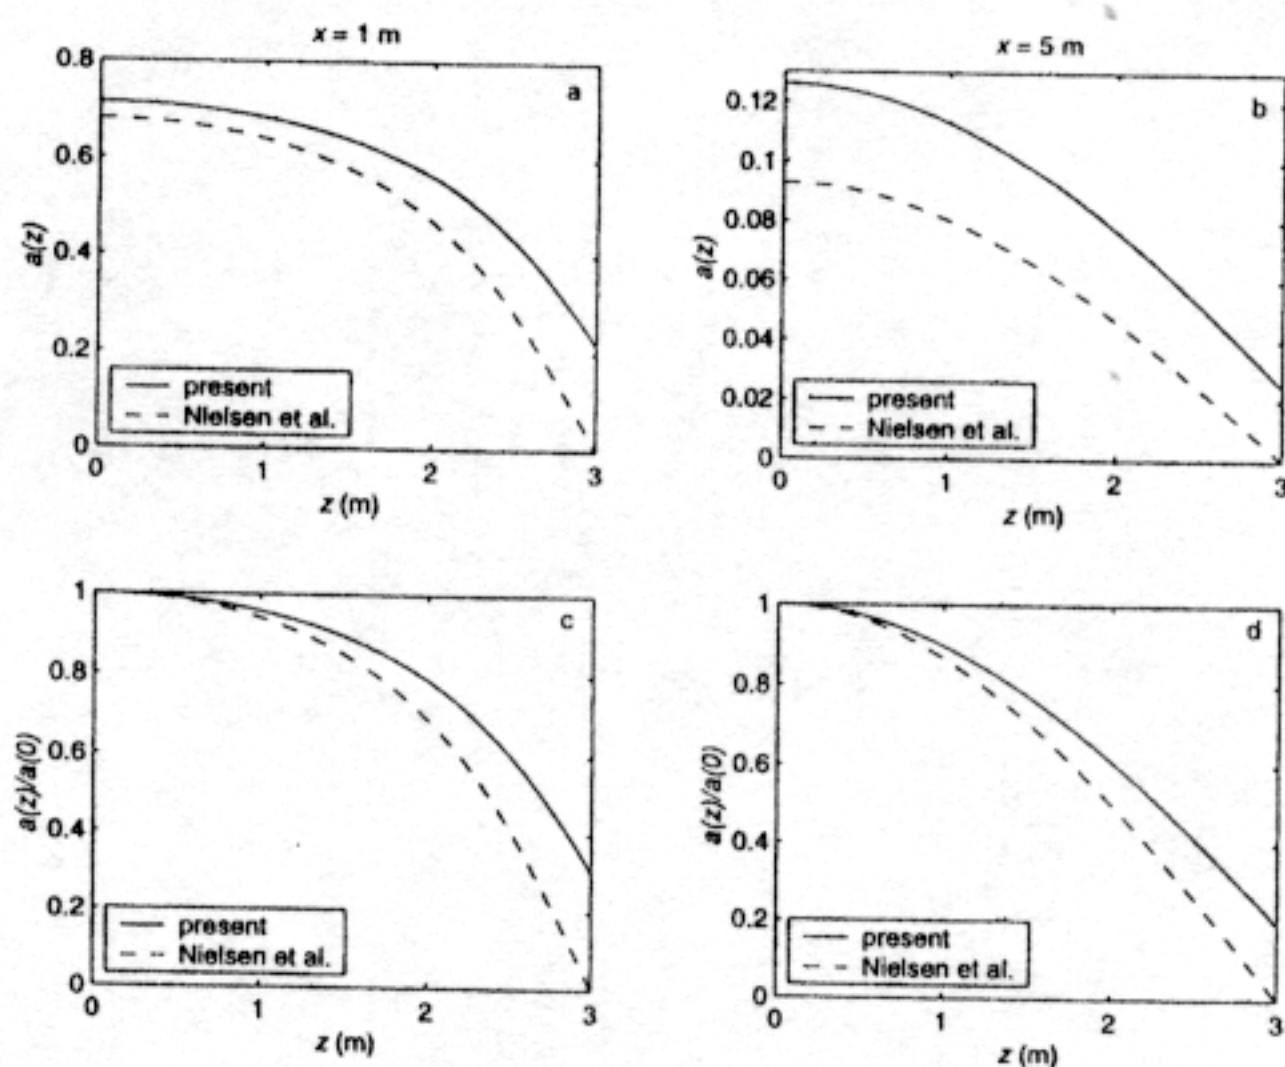 x = 1 m
0.8
0.6
0.4
0.2
0
a(z)
a
present
Nielsen et al.
0
1
2
3
z (m)
x = 5 m
0.12
0.1
0.08
0.06
0.04
0.02
0
a(z)
b
present
Nielsen et al.
0
1
2
3
z (m)
1
0.8
0.6
0.4
0.2
0
a(z)/a(0)
c
present
Nielsen et al.
0
1
2
3
z (m)
1
0.8
0.6
0.4
0.2
0
a(z)/a(0)
d
present
Nielsen et al.
0
1
2
3
z (m)